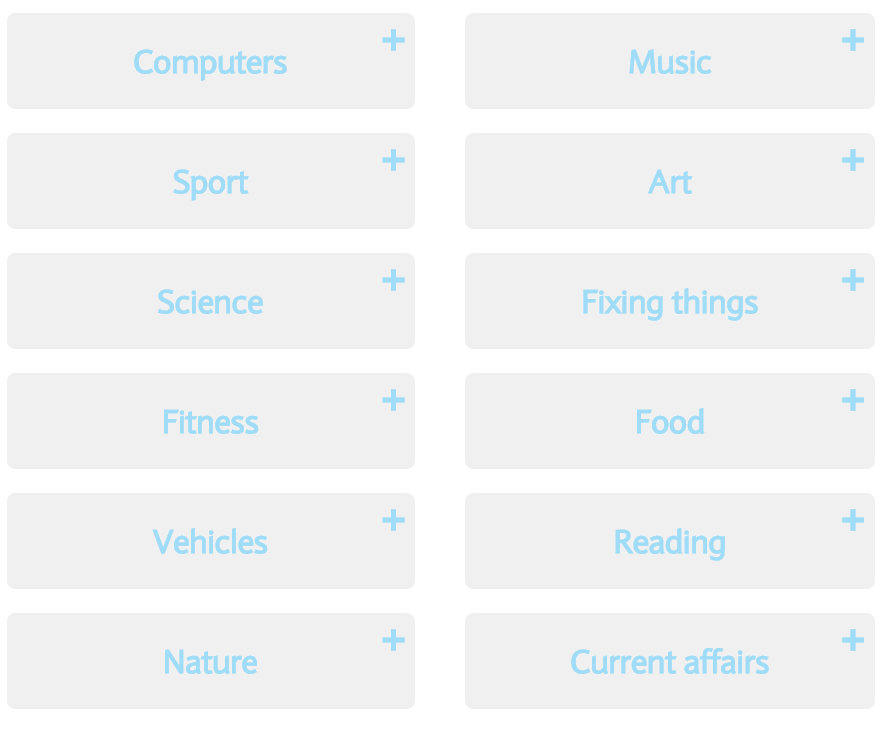 Computers
Music
Sport
Art
Science
Fixing things
Fitness
Food
Vehicles
Reading
Nature
Current affairs